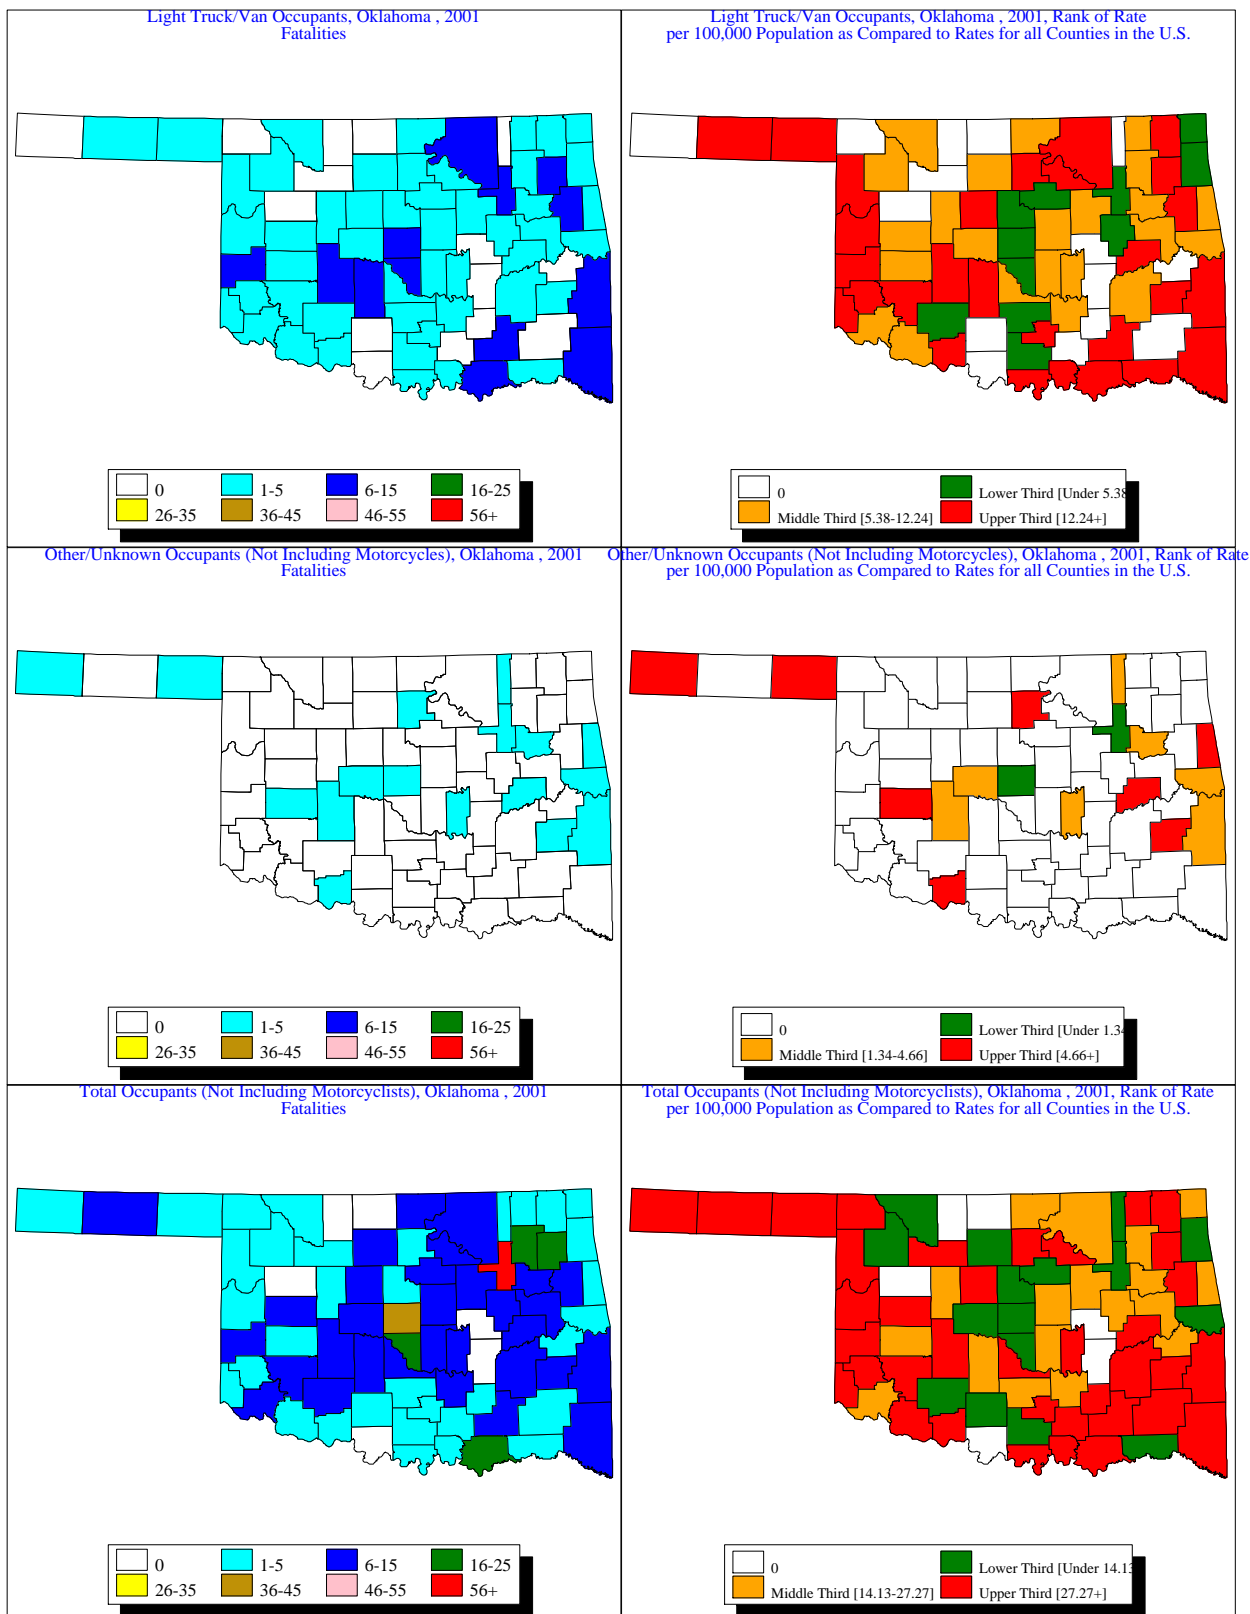 Light Truck/Van Occupants, Oklahoma , 2001
Fatalities
0
1-5
6-15
16-25
26-35
36-45
46-55
56+
Light Truck/Van Occupants, Oklahoma , 2001, Rank of Rate
per 100,000 Population as Compared to Rates for all Counties in the U.S.
0
Lower Third [Under 5.38
Middle Third [5.38-12.24]
Upper Third [12.24+]
Other/Unknown Occupants (Not Including Motorcycles), Oklahoma , 2001
Fatalities
0
1-5
6-15
16-25
26-35
36-45
46-55
56+
Other/Unknown Occupants (Not Including Motorcycles), Oklahoma , 2001, Rank of Rate
per 100,000 Population as Compared to Rates for all Counties in the U.S.
0
Lower Third [Under 1.34
Middle Third [1.34-4.66]
Upper Third [4.66+]
Total Occupants (Not Including Motorcyclists), Oklahoma , 2001
Fatalities
0
1-5
6-15
16-25
26-35
36-45
46-55
56+
Total Occupants (Not Including Motorcyclists), Oklahoma , 2001, Rank of Rate
per 100,000 Population as Compared to Rates for all Counties in the U.S.
0
Lower Third [Under 14.13
Middle Third [14.13-27.27]
Upper Third [27.27+]